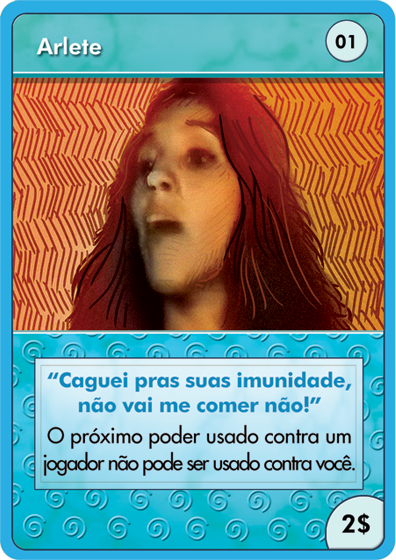 Arlete
01
“Caguei pras suas imunidade,
não vai me comer não!”
O próximo poder usado contra um
jogador não pode ser usado contra você.
2$